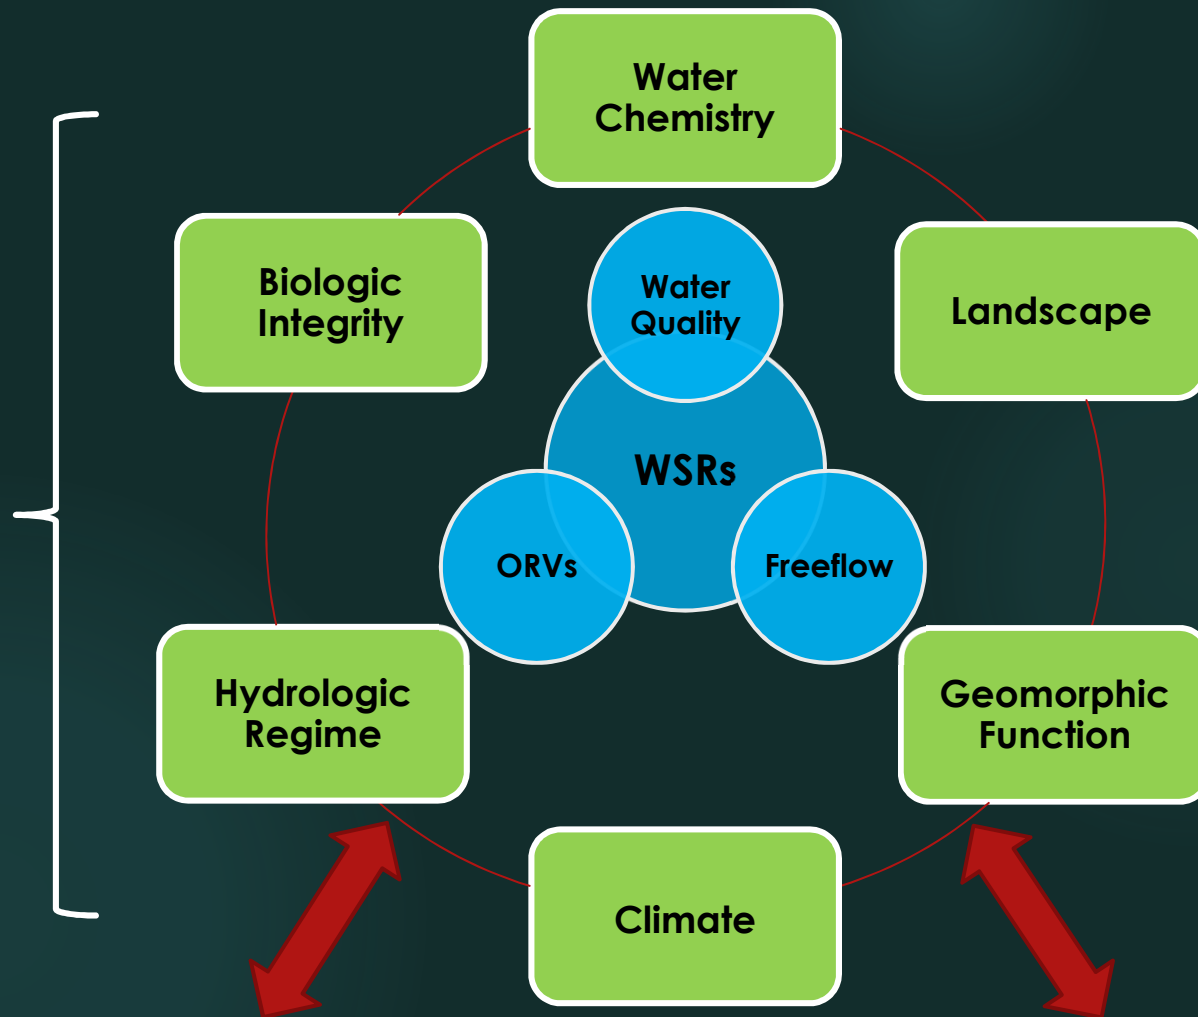 Water
Chemistry
Biologic
Integrity
Landscape
Water
Quality
WSRs
ORVs
Freeflow
Hydrologic
Regime
Geomorphic
Function
Climate